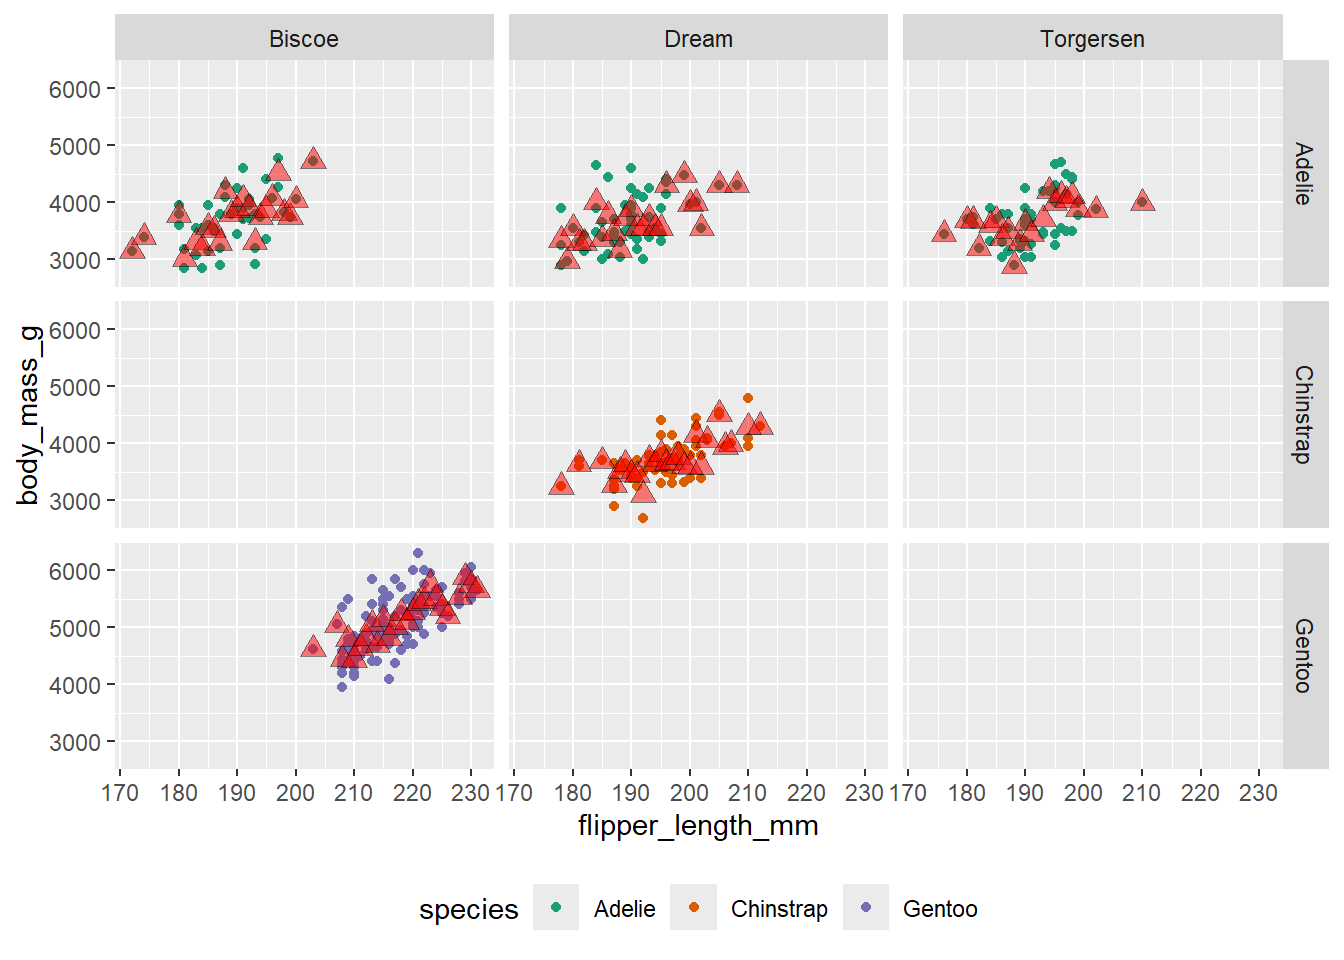 Biscoe Dream Torgersen
6000
5000
4000
3000
Adelie
6000
5000
4000
3000
Chinstrap
6000
5000
4000
3000
Gentoo
body_mass_g
170 180 190 200 210 220 230 170 180 190 200 210 220 230 170 180 190 200 210 220 230
flipper_length_mm
species Adelie Chinstrap Gentoo